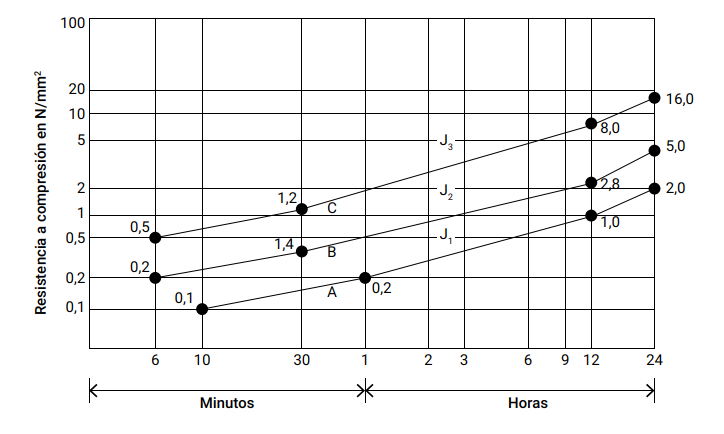 Resistencia a compresión en N/mm²
100
20
10
5
2
1
0,5
0,2
0,1
16,0
8,0
5,0
2,8
2,0
1,0
J₃
J₂
J₁
0,5
1,2
C
0,2
1,4
B
0,1
A
0,2
6 10 30 1 2 3 6 9 12 24
Minutos Horas